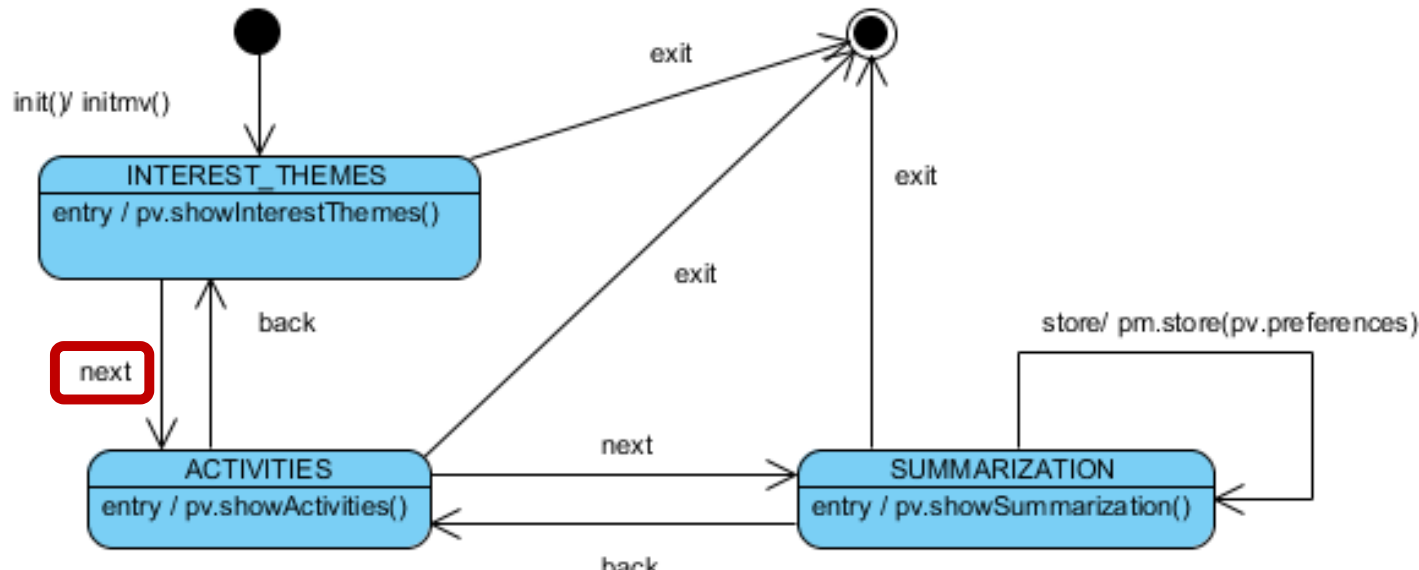 exit
init()/ initmv()
INTEREST_THEMES
entry / pv.showInterestThemes()
exit
exit
back
store/ pm.store(pv.preferences)
next
next
ACTIVITIES
entry / pv.showActivities()
SUMMARIZATION
entry / pv.showSummarization()
back